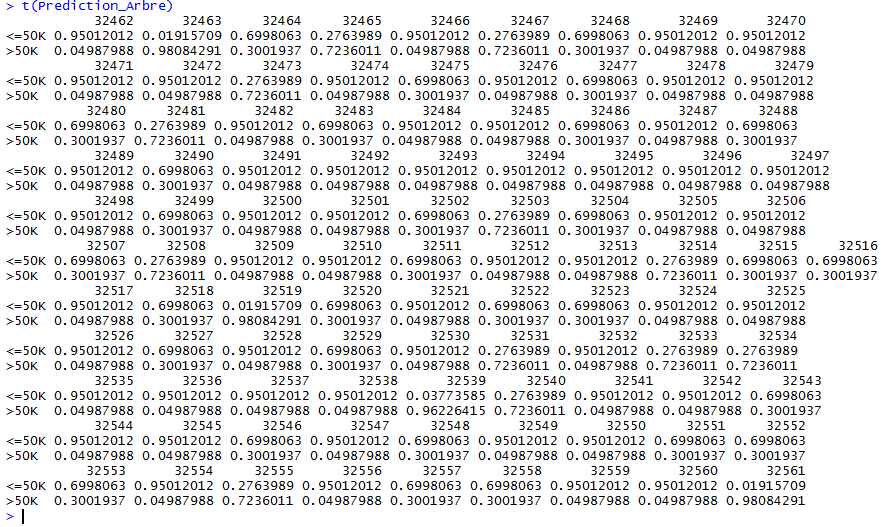 > t(Prediction_Arbre)
32462 32463 32464 32465 32466 32467 32468 32469 32470
<=50K 0.95012012 0.01915709 0.6998063 0.2763989 0.95012012 0.2763989 0.6998063 0.95012012 0.95012012
>50K 0.04987988 0.98084291 0.3001937 0.7236011 0.04987988 0.7236011 0.3001937 0.04987988 0.04987988
32471 32472 32473 32474 32475 32476 32477 32478 32479
<=50K 0.95012012 0.95012012 0.2763989 0.95012012 0.6998063 0.95012012 0.6998063 0.95012012 0.95012012
>50K 0.04987988 0.04987988 0.7236011 0.04987988 0.3001937 0.04987988 0.3001937 0.04987988 0.04987988
32480 32481 32482 32483 32484 32485 32486 32487 32488
<=50K 0.6998063 0.2763989 0.95012012 0.6998063 0.95012012 0.95012012 0.6998063 0.95012012 0.6998063
>50K 0.3001937 0.7236011 0.04987988 0.3001937 0.04987988 0.04987988 0.3001937 0.04987988 0.3001937
32489 32490 32491 32492 32493 32494 32495 32496 32497
<=50K 0.95012012 0.6998063 0.95012012 0.95012012 0.95012012 0.95012012 0.95012012 0.95012012 0.95012012
>50K 0.04987988 0.3001937 0.04987988 0.04987988 0.04987988 0.04987988 0.04987988 0.04987988 0.04987988
32498 32499 32500 32501 32502 32503 32504 32505 32506
<=50K 0.95012012 0.6998063 0.95012012 0.95012012 0.6998063 0.2763989 0.6998063 0.95012012 0.95012012
>50K 0.04987988 0.3001937 0.04987988 0.04987988 0.3001937 0.7236011 0.3001937 0.04987988 0.04987988
32507 32508 32509 32510 32511 32512 32513 32514 32515 32516
<=50K 0.6998063 0.2763989 0.95012012 0.95012012 0.6998063 0.95012012 0.95012012 0.2763989 0.6998063 0.6998063
>50K 0.3001937 0.7236011 0.04987988 0.04987988 0.3001937 0.04987988 0.04987988 0.7236011 0.3001937 0.3001937
32517 32518 32519 32520 32521 32522 32523 32524 32525
<=50K 0.95012012 0.6998063 0.01915709 0.6998063 0.95012012 0.6998063 0.6998063 0.95012012 0.95012012
>50K 0.04987988 0.3001937 0.98084291 0.3001937 0.04987988 0.3001937 0.3001937 0.04987988 0.04987988
32526 32527 32528 32529 32530 32531 32532 32533 32534
<=50K 0.95012012 0.6998063 0.95012012 0.6998063 0.95012012 0.2763989 0.95012012 0.2763989 0.2763989
>50K 0.04987988 0.3001937 0.04987988 0.3001937 0.04987988 0.7236011 0.04987988 0.7236011 0.7236011
32535 32536 32537 32538 32539 32540 32541 32542 32543
<=50K 0.95012012 0.95012012 0.95012012 0.95012012 0.03773585 0.2763989 0.95012012 0.95012012 0.6998063
>50K 0.04987988 0.04987988 0.04987988 0.04987988 0.96226415 0.7236011 0.04987988 0.04987988 0.3001937
32544 32545 32546 32547 32548 32549 32550 32551 32552
<=50K 0.95012012 0.95012012 0.6998063 0.95012012 0.6998063 0.95012012 0.95012012 0.6998063 0.6998063
>50K 0.04987988 0.04987988 0.3001937 0.04987988 0.3001937 0.04987988 0.04987988 0.3001937 0.3001937
32553 32554 32555 32556 32557 32558 32559 32560 32561
<=50K 0.6998063 0.95012012 0.2763989 0.95012012 0.6998063 0.6998063 0.95012012 0.95012012 0.01915709
>50K 0.3001937 0.04987988 0.7236011 0.04987988 0.3001937 0.3001937 0.04987988 0.04987988 0.98084291
>